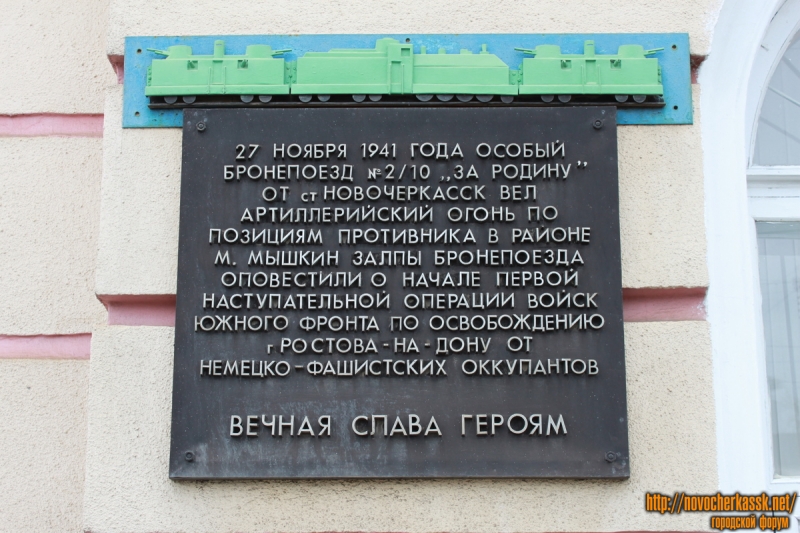 27 НОЯБРЯ 1941 ГОДА ОСОБЫЙ
БРОНЕПОЕЗД №2/10 „ЗА РОДИНУ"
ОТ ст НОВОЧЕРКАССК ВЕЛ
АРТИЛЛЕРИЙСКИЙ ОГОНЬ ПО
ПОЗИЦИЯМ ПРОТИВНИКА В РАЙОНЕ
М. МЫШКИН ЗАЛПЫ БРОНЕПОЕЗДА
ОПОВЕСТИЛИ О НАЧАЛЕ ПЕРВОЙ
НАСТУПАТЕЛЬНОЙ ОПЕРАЦИИ ВОЙСК
ЮЖНОГО ФРОНТА ПО ОСВОБОЖДЕНИЮ
г РОСТОВА-НА-ДОНУ ОТ
НЕМЕЦКО-ФАШИСТСКИХ ОККУПАНТОВ
ВЕЧНАЯ СЛАВА ГЕРОЯМ
http://novocherkassk.net/
городской форум